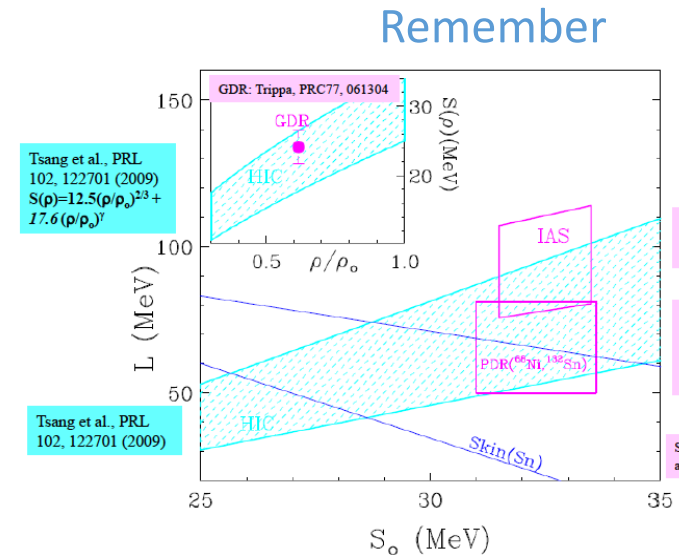 Remember
GDR: Trippa, PRC77, 061304
GDR
HIC
30
20
S(ρ)(MeV)
0.5
ρ/ρₒ
1.0
Tsang et al., PRL
102, 122701 (2009)
S(ρ)=12.5(ρ/ρₒ)²ᐟ³ +
17.6(ρ/ρₒ)ᵞ
150
100
50
L (MeV)
IAS
PDR(⁶⁸Ni,¹³²Sn)
HIC
Skin(Sn)
Tsang et al., PRL
102, 122701 (2009)
S
a
25
30
35
Sₒ (MeV)